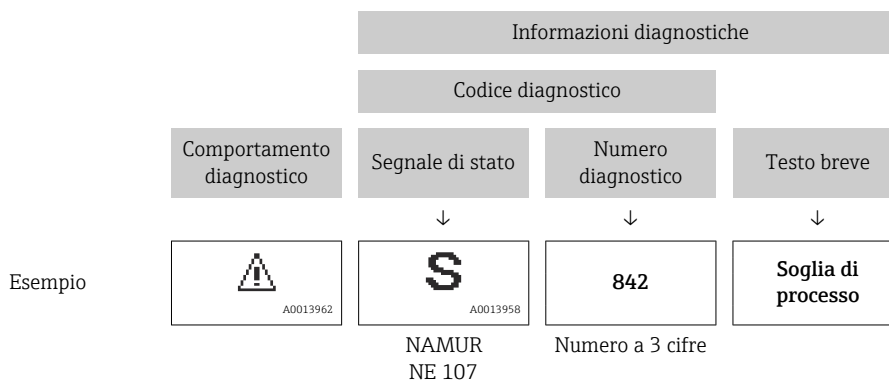 Informazioni diagnostiche
Codice diagnostico
Comportamento
diagnostico
Segnale di stato
Numero
diagnostico
Testo breve
↓
↓
↓
Esempio
A0013962
S
A0013958
842
Soglia di
processo
NAMUR
NE 107
Numero a 3 cifre